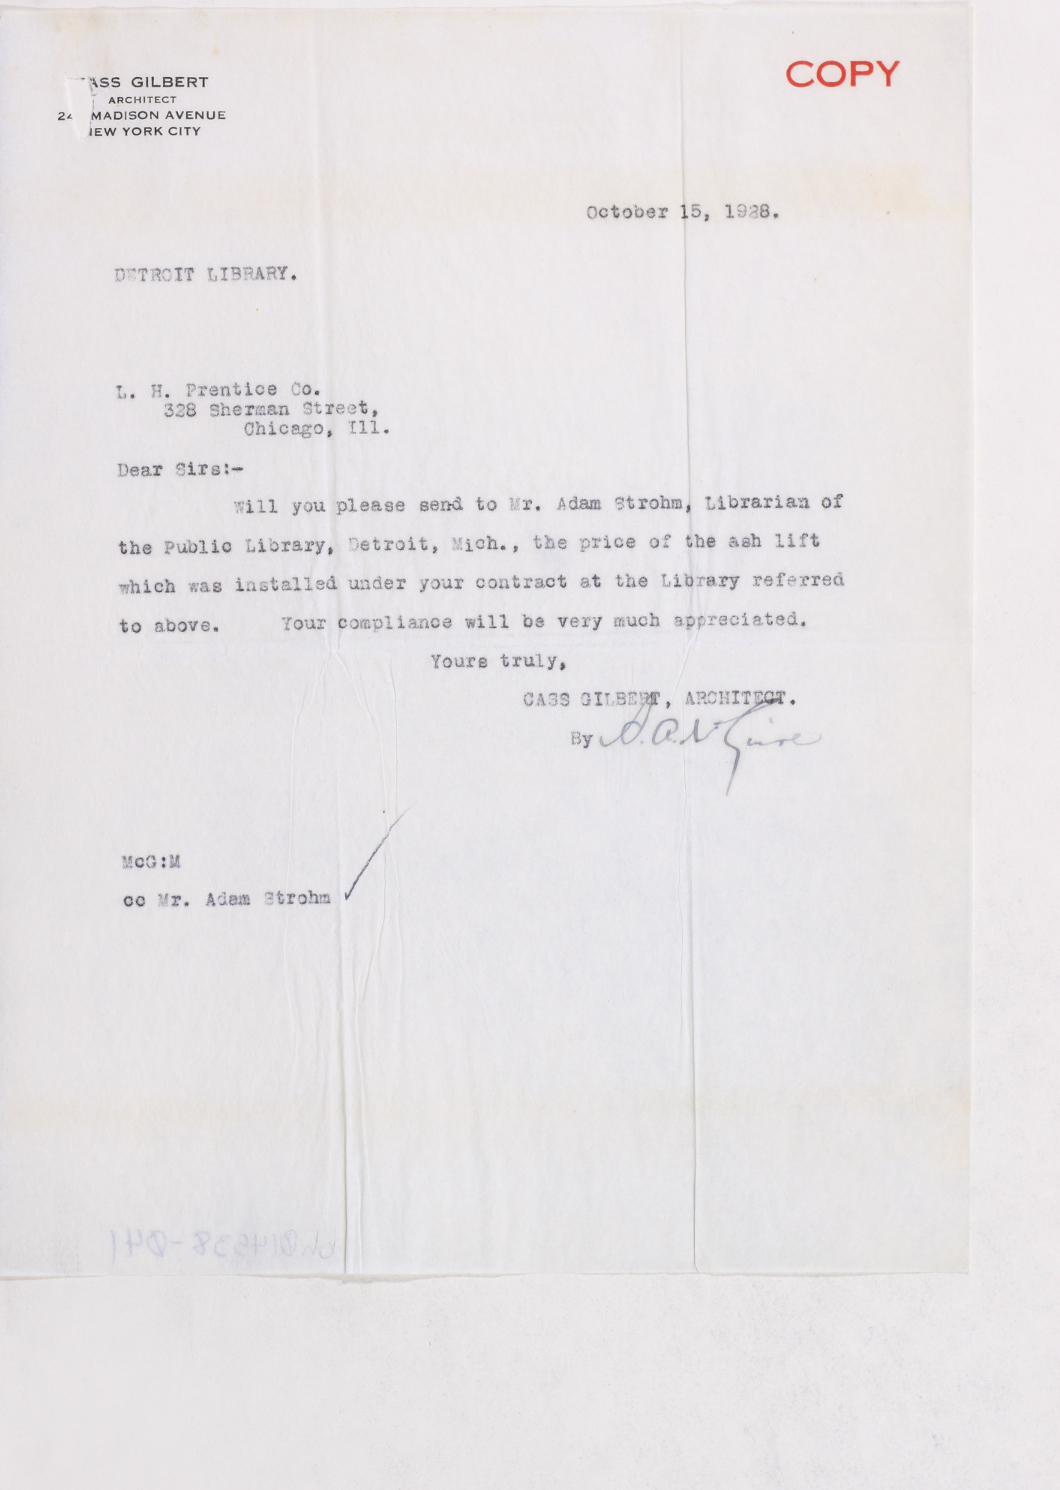 ASS GILBERT
ARCHITECT
24 MADISON AVENUE
NEW YORK CITY
COPY
October 15, 1928.
DETROIT LIBRARY.
L. H. Prentice Co.
328 Sherman Street,
Chicago, Ill.
Dear Sirs:-
Will you please send to Mr. Adam Strohm, Librarian of
the Public Library, Detroit, Mich., the price of the ash lift
which was installed under your contract at the Library referred
to above. Your compliance will be very much appreciated.
Yours truly,
CASS GILBERT, ARCHITECT.
By
McG:M
cc Mr. Adam Strohm